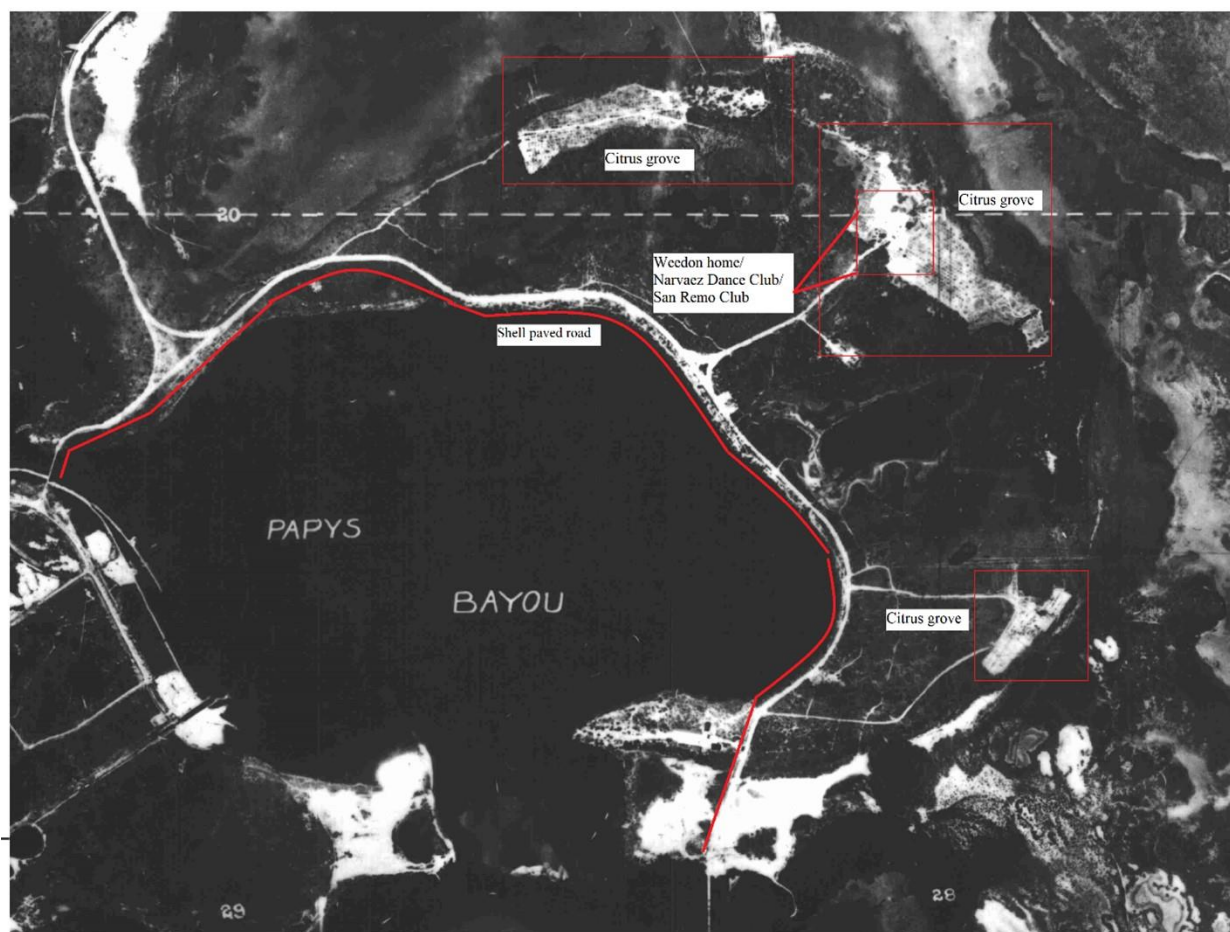 Citrus grove
20
Citrus grove
Weedon home/
Narvaez Dance Club/
San Remo Club
Shell paved road
PAPYS
BAYOU
Citrus grove
28
29